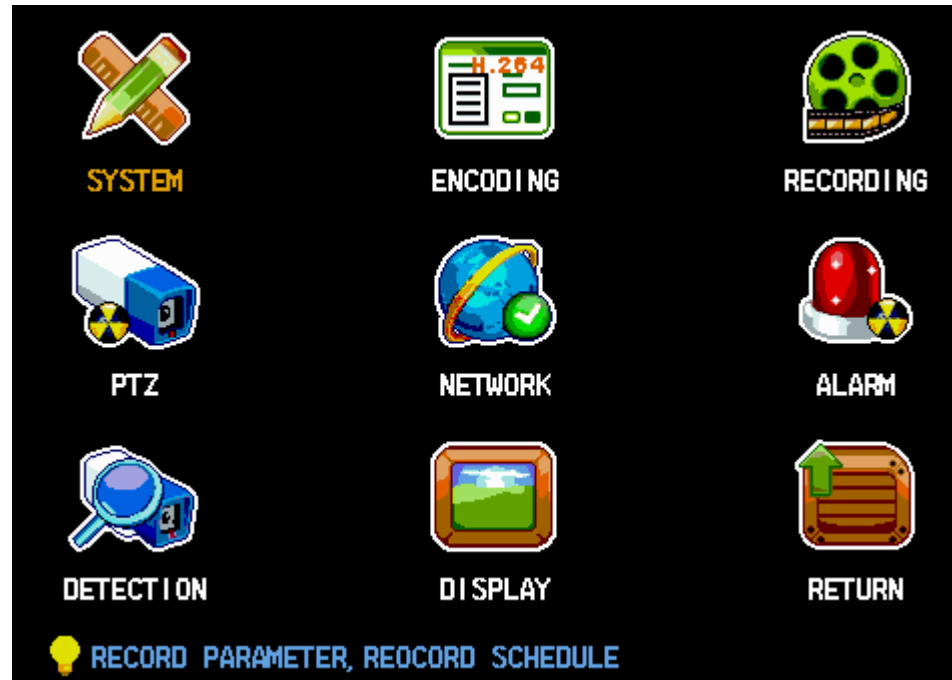 H.264
SYSTEM ENCODING RECORDING
PTZ NETWORK ALARM
DETECTION DISPLAY RETURN
RECORD PARAMETER, REOCORD SCHEDULE